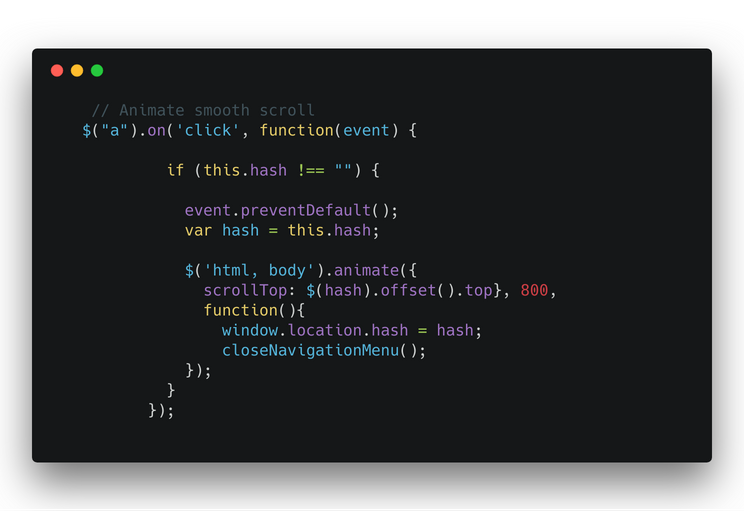 // Animate smooth scroll
$("a").on('click', function(event) {
if (this.hash !== "") {
event.preventDefault();
var hash = this.hash;
$('html, body').animate({
scrollTop: $(hash).offset().top}, 800,
function(){
window.location.hash = hash;
closeNavigationMenu();
});
}
});